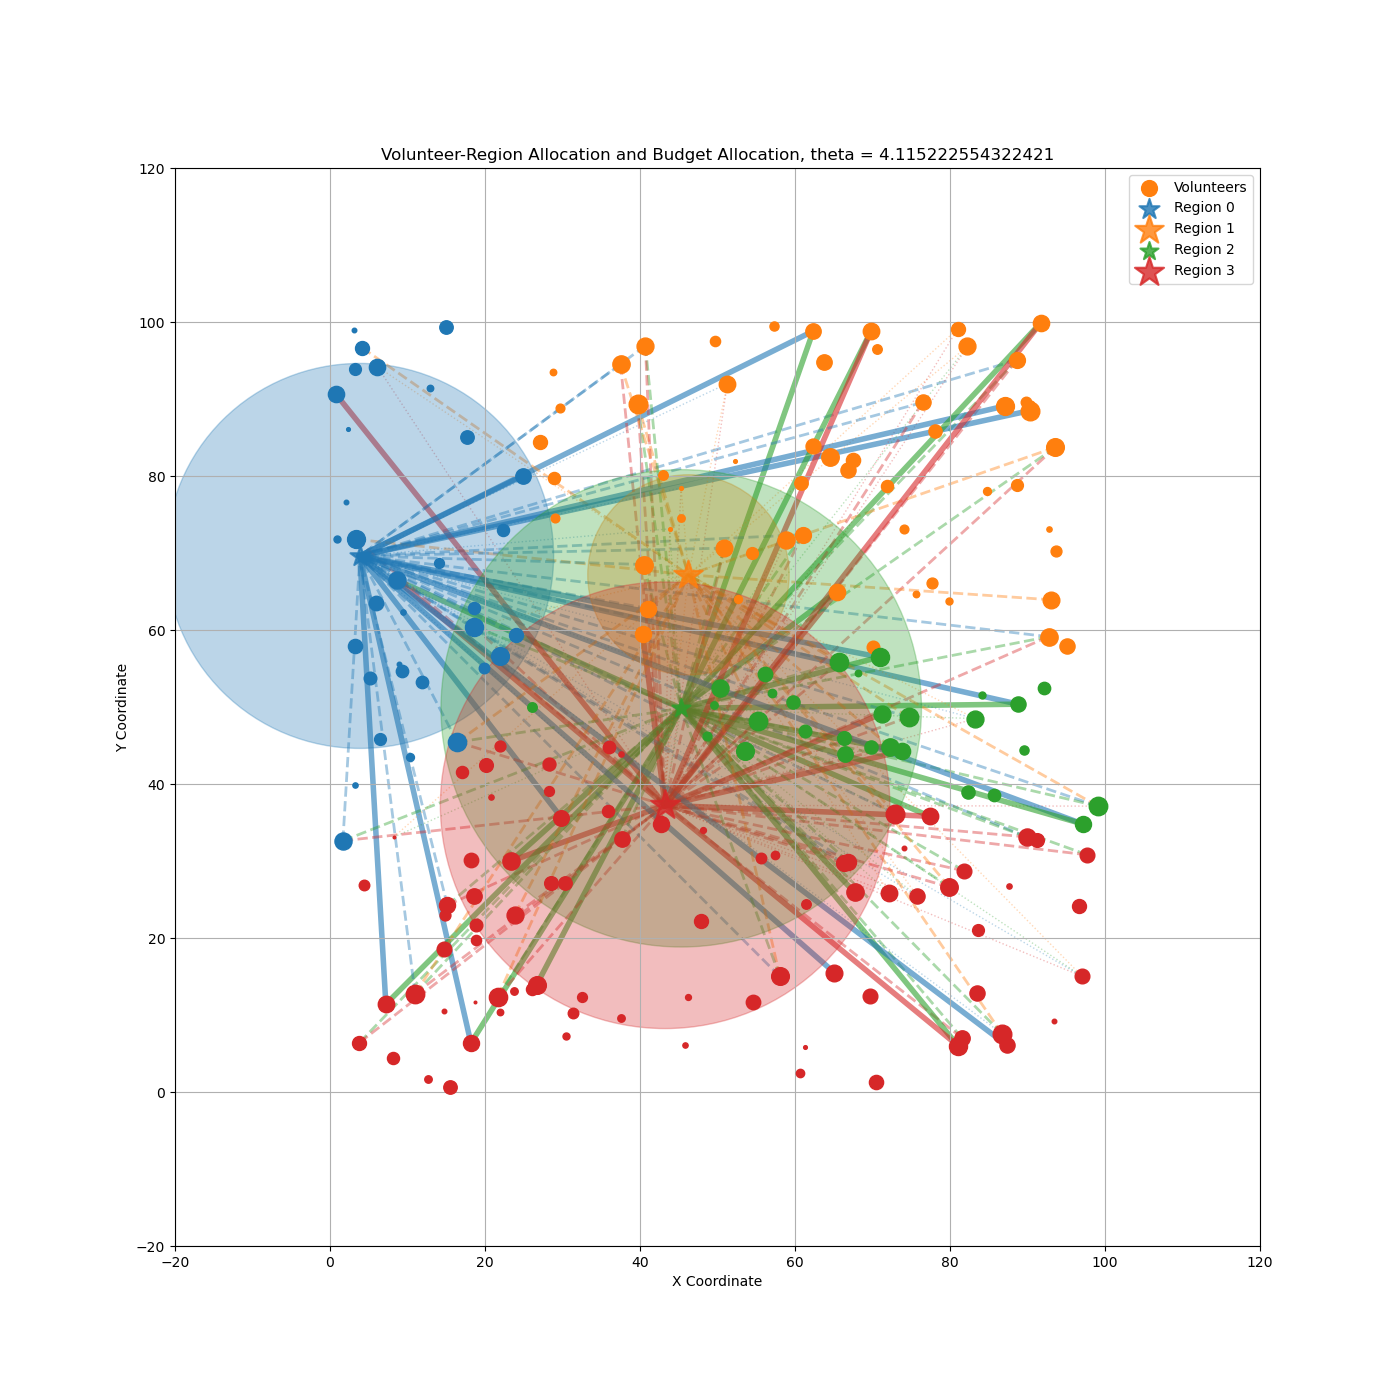 Volunteer-Region Allocation and Budget Allocation, theta = 4.115222554322421
120
100
80
60
40
20
0
−20
Y Coordinate
Volunteers
Region 0
Region 1
Region 2
Region 3
−20 0 20 40 60 80 100 120
X Coordinate